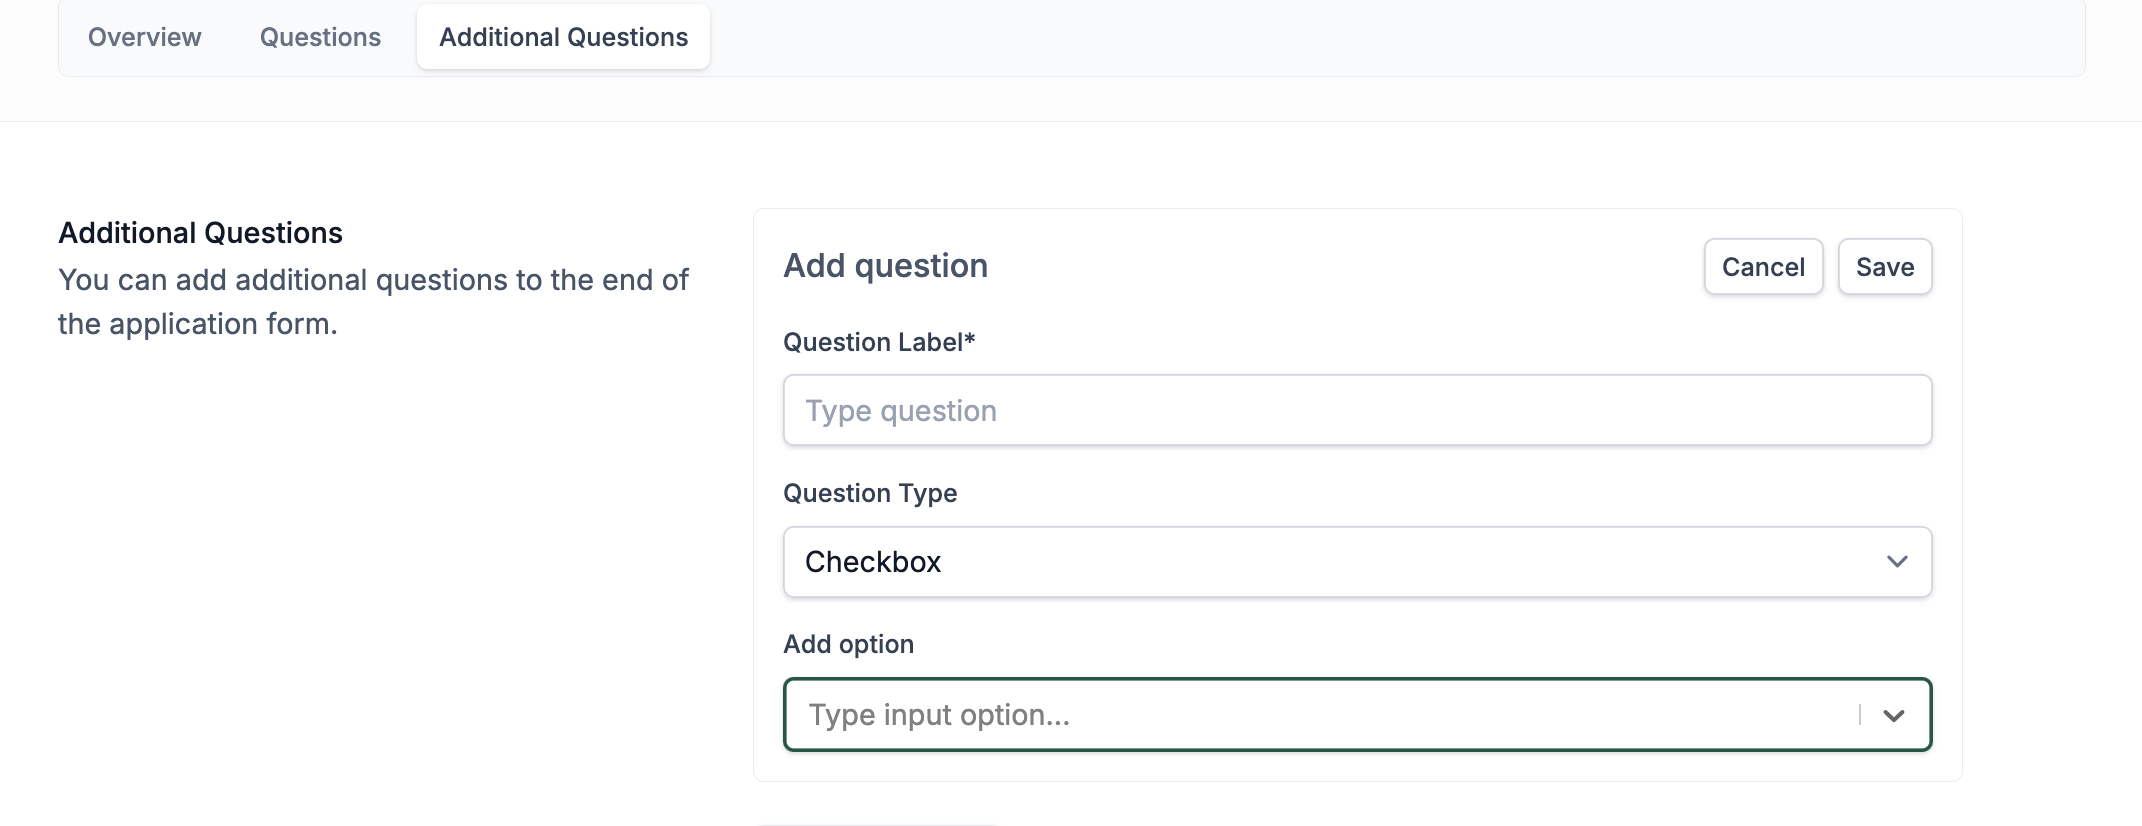 Overview
Questions
Additional Questions
Additional Questions
You can add additional questions to the end of
the application form.
Add question
Cancel
Save
Question Label*
Type question
Question Type
Checkbox
Add option
Type input option...